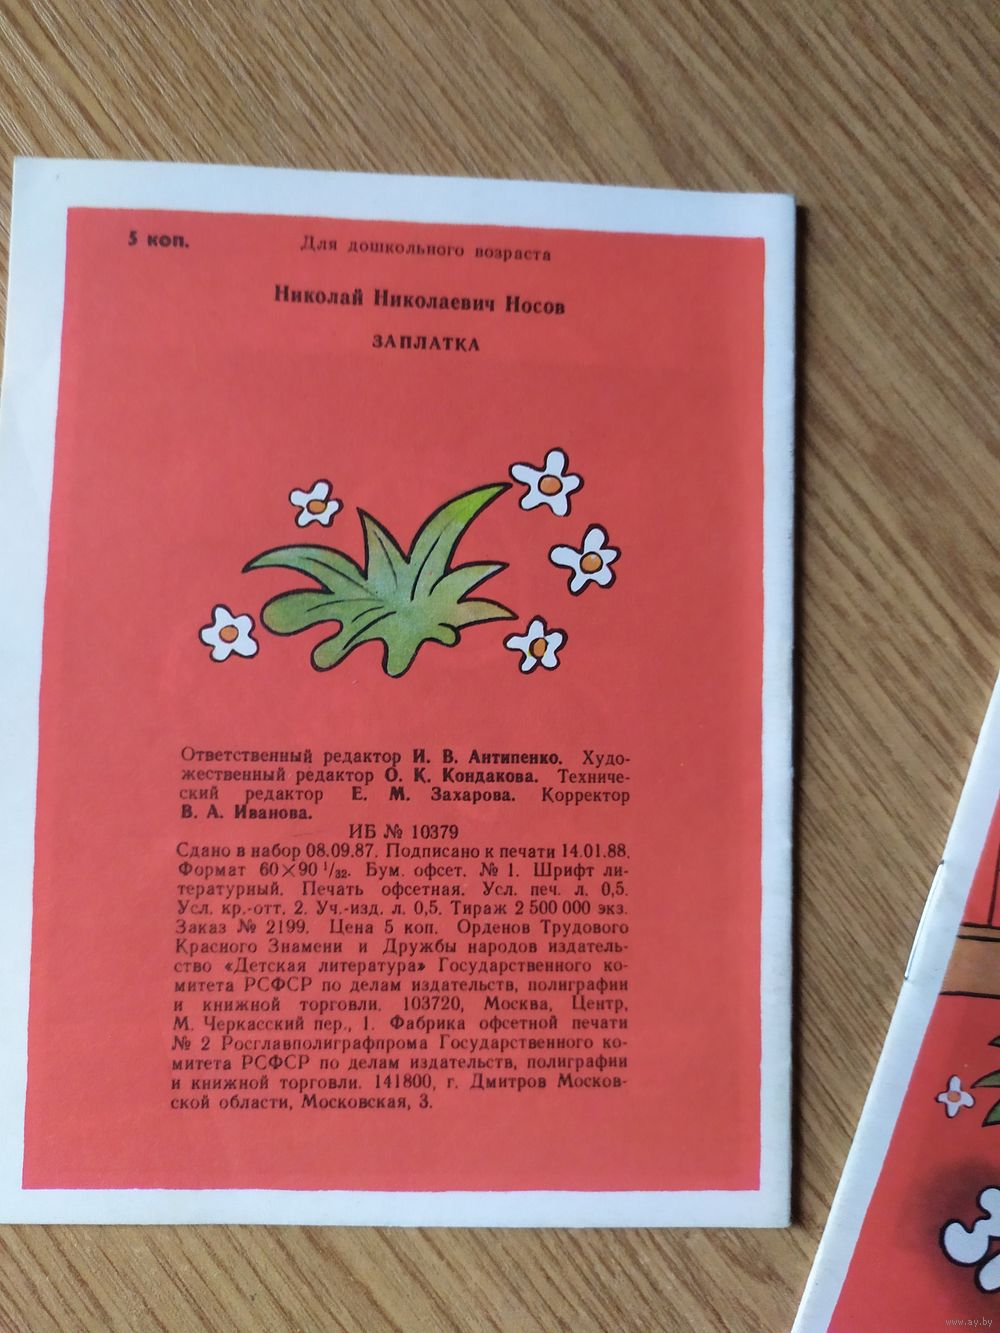 5 коп.
Для дошкольного возраста
Николай Николаевич Носов
ЗАПЛАТКА
Ответственный редактор И. В. Антипенко. Худо-
жественный редактор О. К. Кондакова. Техниче-
ский редактор Е. М. Захарова. Корректор
В. А. Иванова.
ИБ № 10379
Сдано в набор 08.09.87. Подписано к печати 14.01.88.
Формат 60×90 1/32. Бум. офсет. № 1. Шрифт ли-
тературный. Печать офсетная. Усл. печ. л. 0,5.
Усл. кр.-отт. 2. Уч.-изд. л. 0,5. Тираж 2 500 000 экз.
Заказ № 2199. Цена 5 коп. Орденов Трудового
Красного Знамени и Дружбы народов издатель-
ство «Детская литература» Государственного ко-
митета РСФСР по делам издательств, полиграфии
и книжной торговли. 103720, Москва, Центр,
М. Черкасский пер., 1. Фабрика офсетной печати
№ 2 Росглавполиграфпрома Государственного ко-
митета РСФСР по делам издательств, полиграфии
и книжной торговли. 141800, г. Дмитров Москов-
ской области, Московская, 3.
www.ay.by